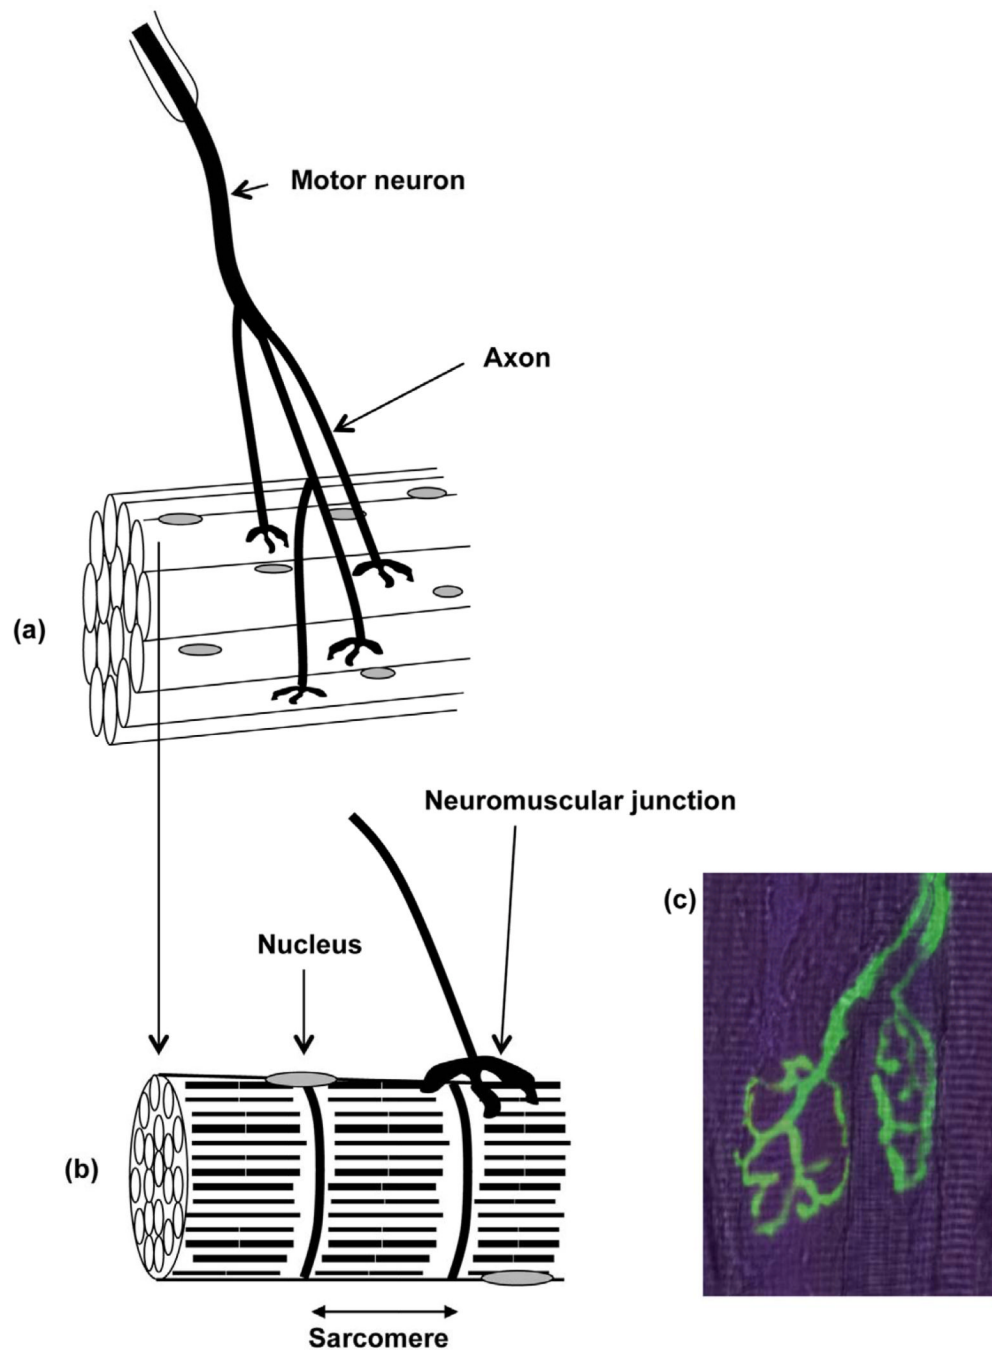 Motor neuron
Axon
(a)
Neuromuscular junction
(c)
Nucleus
(b)
Sarcomere